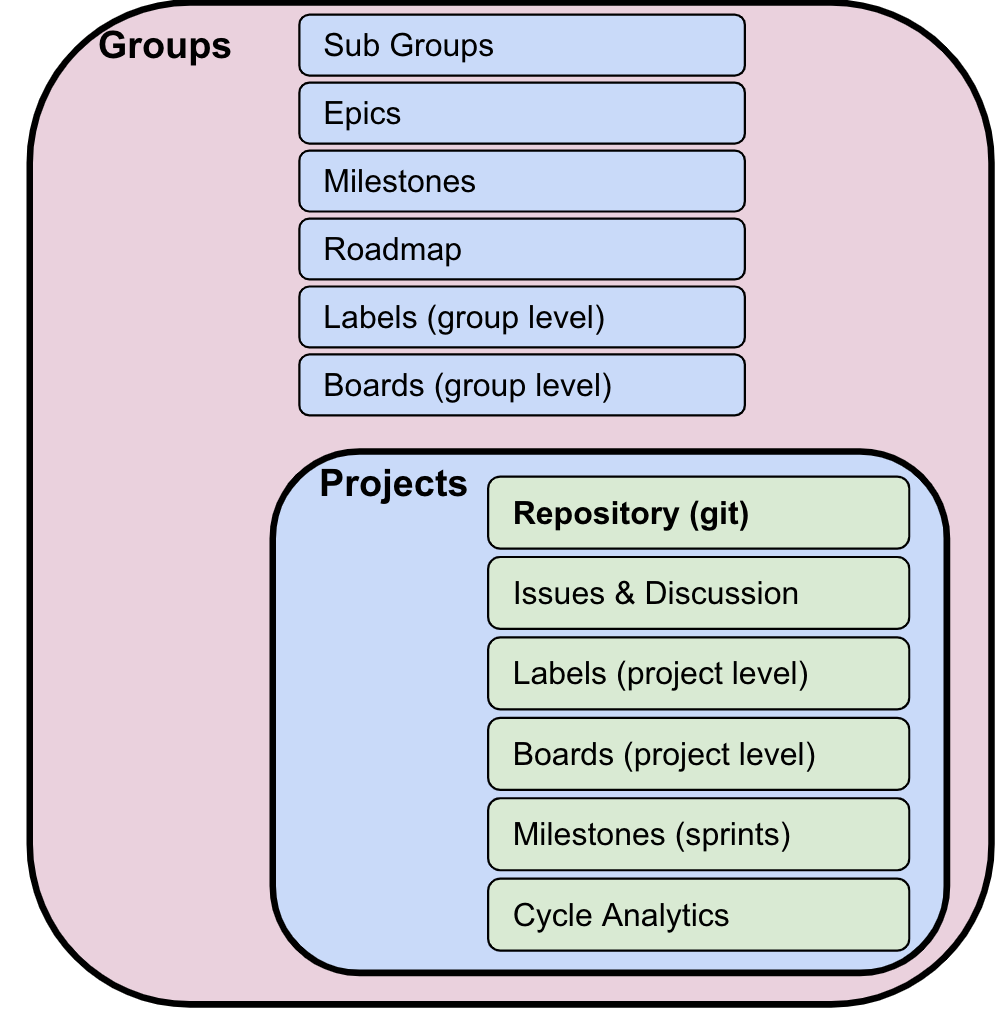 Groups
Sub Groups
Epics
Milestones
Roadmap
Labels (group level)
Boards (group level)
Projects
Repository (git)
Issues & Discussion
Labels (project level)
Boards (project level)
Milestones (sprints)
Cycle Analytics